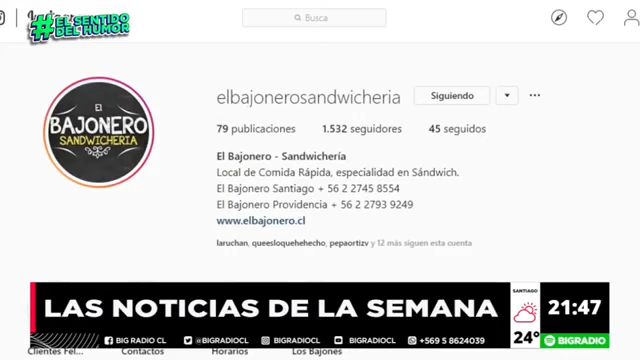 #EL SENTIDO
DEL HUMOR
Busca
EL
BAJONERO
SANDWICHERIA
elbajonerosandwicheria
Siguiendo
79 publicaciones
1.532 seguidores
45 seguidos
El Bajonero - Sandwichería
Local de Comida Rápida, especialidad en Sándwich.
El Bajonero Santiago + 56 2 2745 8554
El Bajonero Providencia + 56 2 2793 9249
www.elbajonero.cl
laruchan, queesloquehehecho, pepaortizv y 12 más siguen esta cuenta
LAS NOTICIAS DE LA SEMANA
SANTIAGO
24°
21:47
BIG RADIO CL
@BIGRADIOCL
BIGRADIOCL
+569 5 8624039
BIGRADIO
Clientes Fel...
Contactos
Horarios
Los Bajones